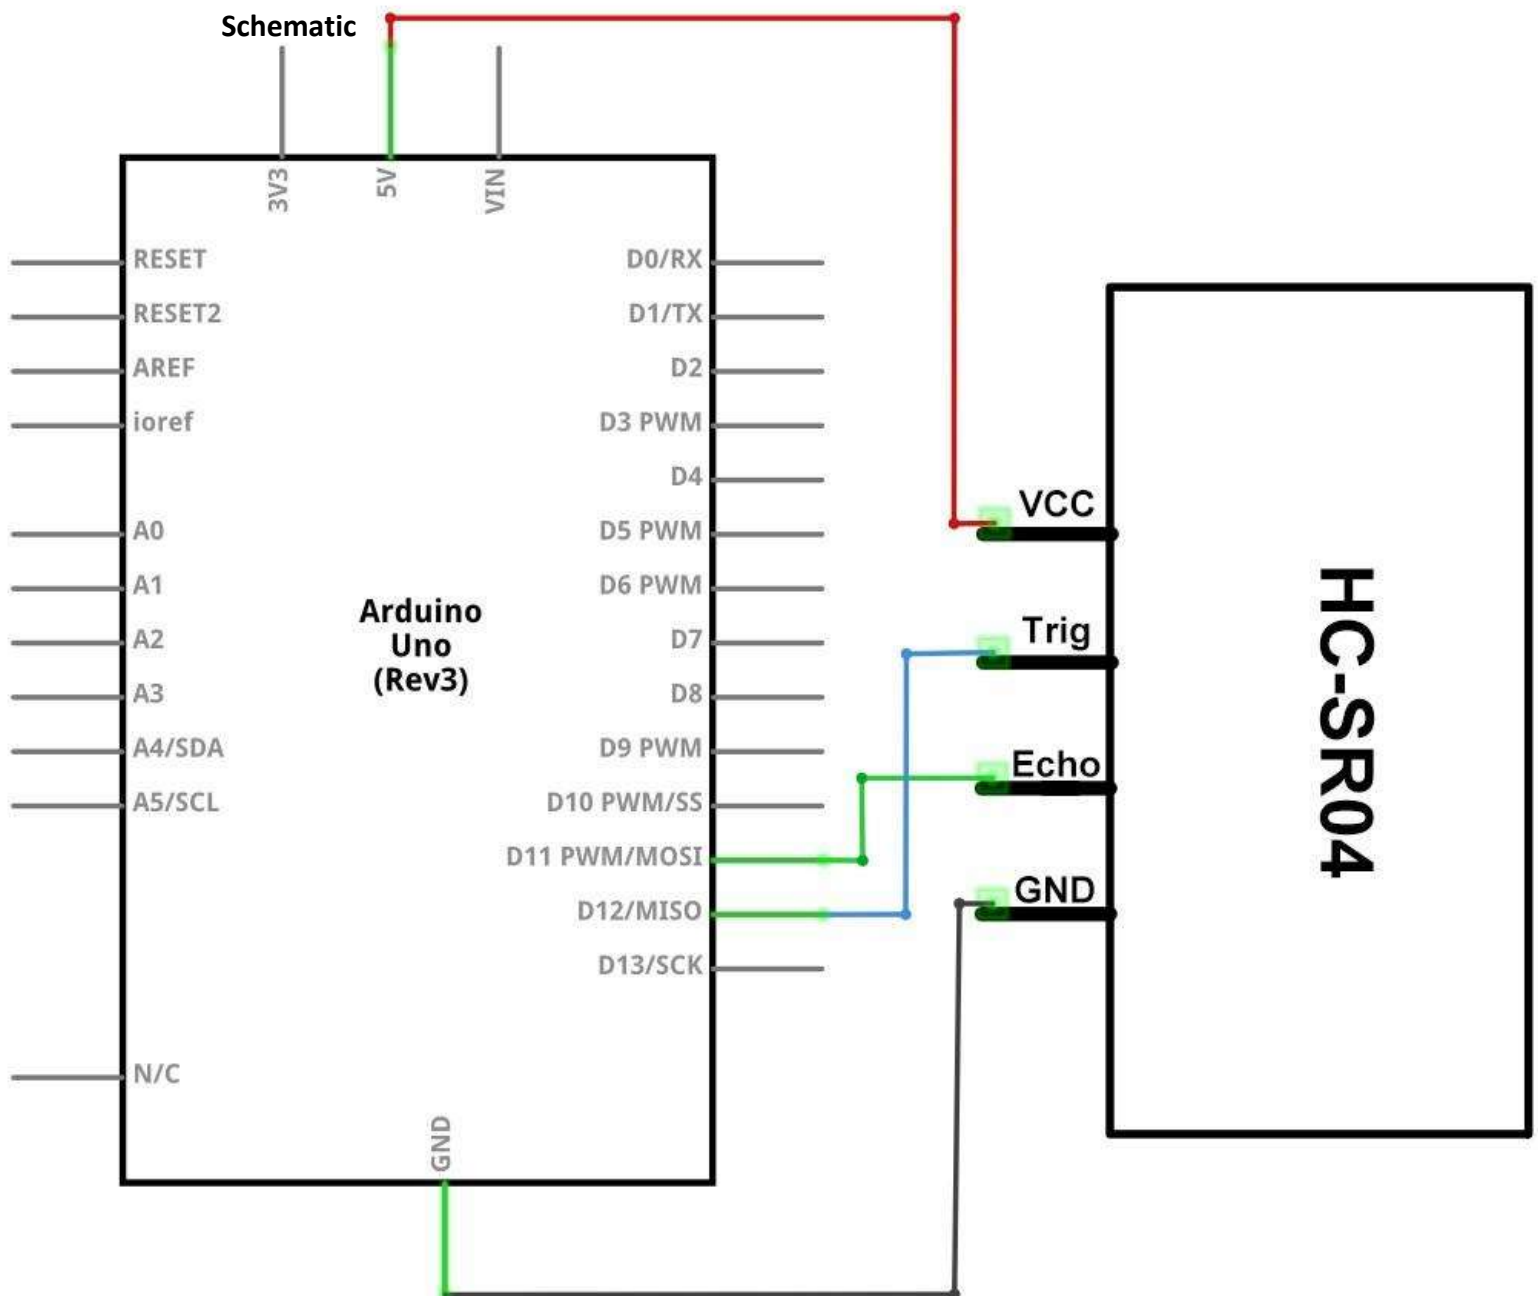 Schematic
3V3
5V
VIN
RESET
RESET2
AREF
ioref
A0
A1
A2
A3
A4/SDA
A5/SCL
N/C
Arduino
Uno
(Rev3)
D0/RX
D1/TX
D2
D3 PWM
D4
D5 PWM
D6 PWM
D7
D8
D9 PWM
D10 PWM/SS
D11 PWM/MOSI
D12/MISO
D13/SCK
GND
VCC
Trig
Echo
GND
HC-SR04